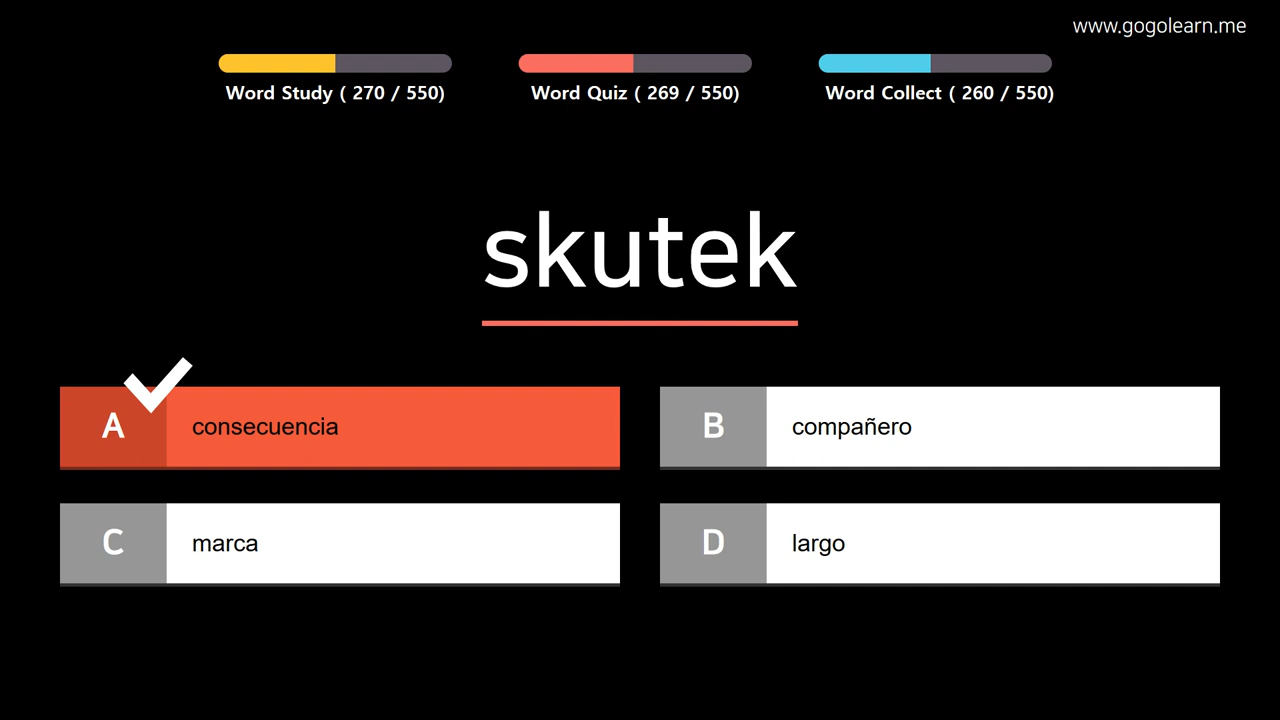 www.gogolearn.me
Word Study ( 270 / 550)
Word Quiz ( 269 / 550)
Word Collect ( 260 / 550)
skutek
A consecuencia
B compañero
C marca
D largo